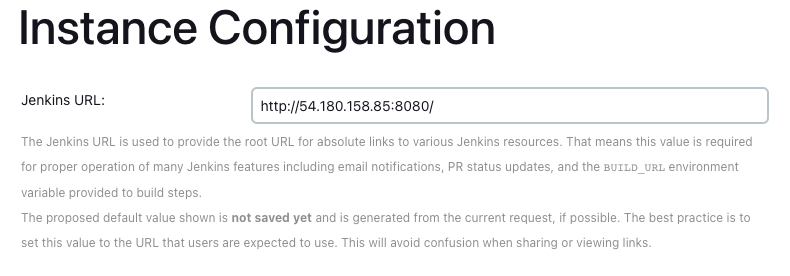 Instance Configuration
Jenkins URL:
http://54.180.158.85:8080/
The Jenkins URL is used to provide the root URL for absolute links to various Jenkins resources. That means this value is required
for proper operation of many Jenkins features including email notifications, PR status updates, and the BUILD_URL environment
variable provided to build steps.
The proposed default value shown is not saved yet and is generated from the current request, if possible. The best practice is to
set this value to the URL that users are expected to use. This will avoid confusion when sharing or viewing links.